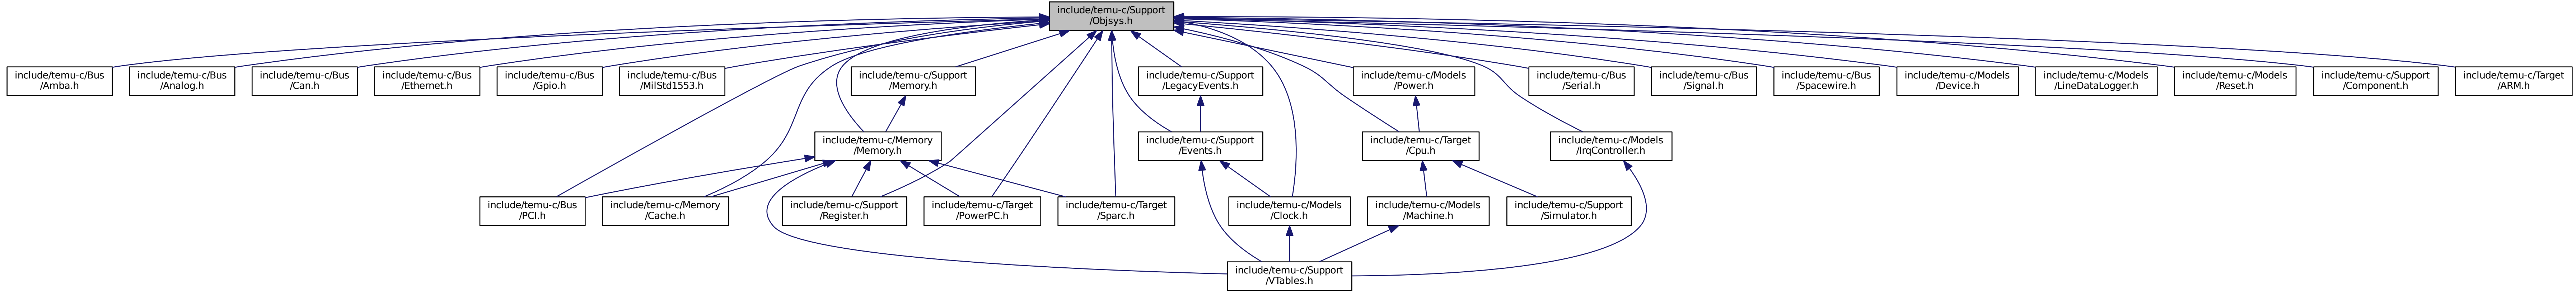 include/temu-c/Support
/Objsys.h
include/temu-c/Bus
/Amba.h
include/temu-c/Bus
/Analog.h
include/temu-c/Bus
/Can.h
include/temu-c/Bus
/Ethernet.h
include/temu-c/Bus
/Gpio.h
include/temu-c/Bus
/MilStd1553.h
include/temu-c/Support
/Memory.h
include/temu-c/Support
/LegacyEvents.h
include/temu-c/Models
/Power.h
include/temu-c/Bus
/Serial.h
include/temu-c/Bus
/Signal.h
include/temu-c/Bus
/Spacewire.h
include/temu-c/Models
/Device.h
include/temu-c/Models
/LineDataLogger.h
include/temu-c/Models
/Reset.h
include/temu-c/Support
/Component.h
include/temu-c/Target
/ARM.h
include/temu-c/Memory
/Memory.h
include/temu-c/Support
/Events.h
include/temu-c/Target
/Cpu.h
include/temu-c/Models
/IrqController.h
include/temu-c/Bus
/PCI.h
include/temu-c/Memory
/Cache.h
include/temu-c/Support
/Register.h
include/temu-c/Target
/PowerPC.h
include/temu-c/Target
/Sparc.h
include/temu-c/Models
/Clock.h
include/temu-c/Models
/Machine.h
include/temu-c/Support
/Simulator.h
include/temu-c/Support
/VTables.h